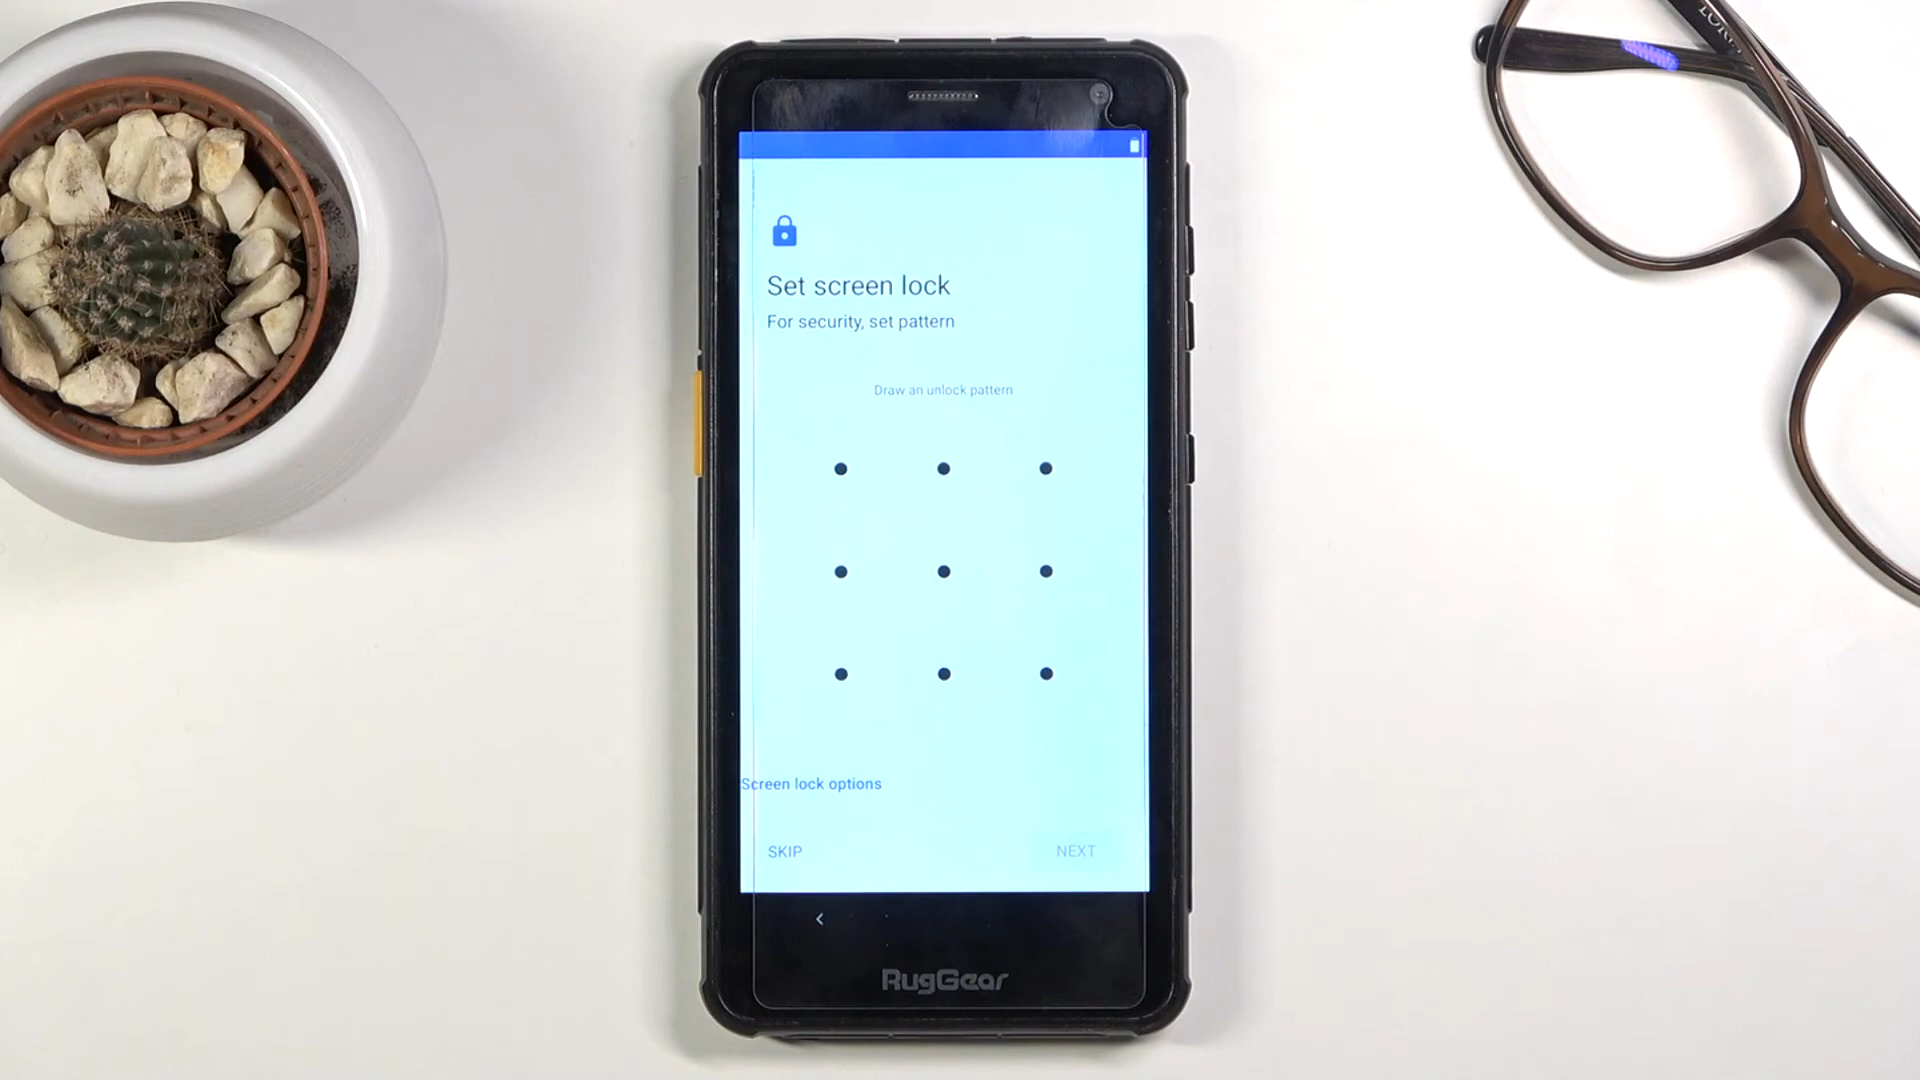 Set screen lock
For security, set pattern
Draw an unlock pattern
Screen lock options
SKIP
NEXT
RugGear